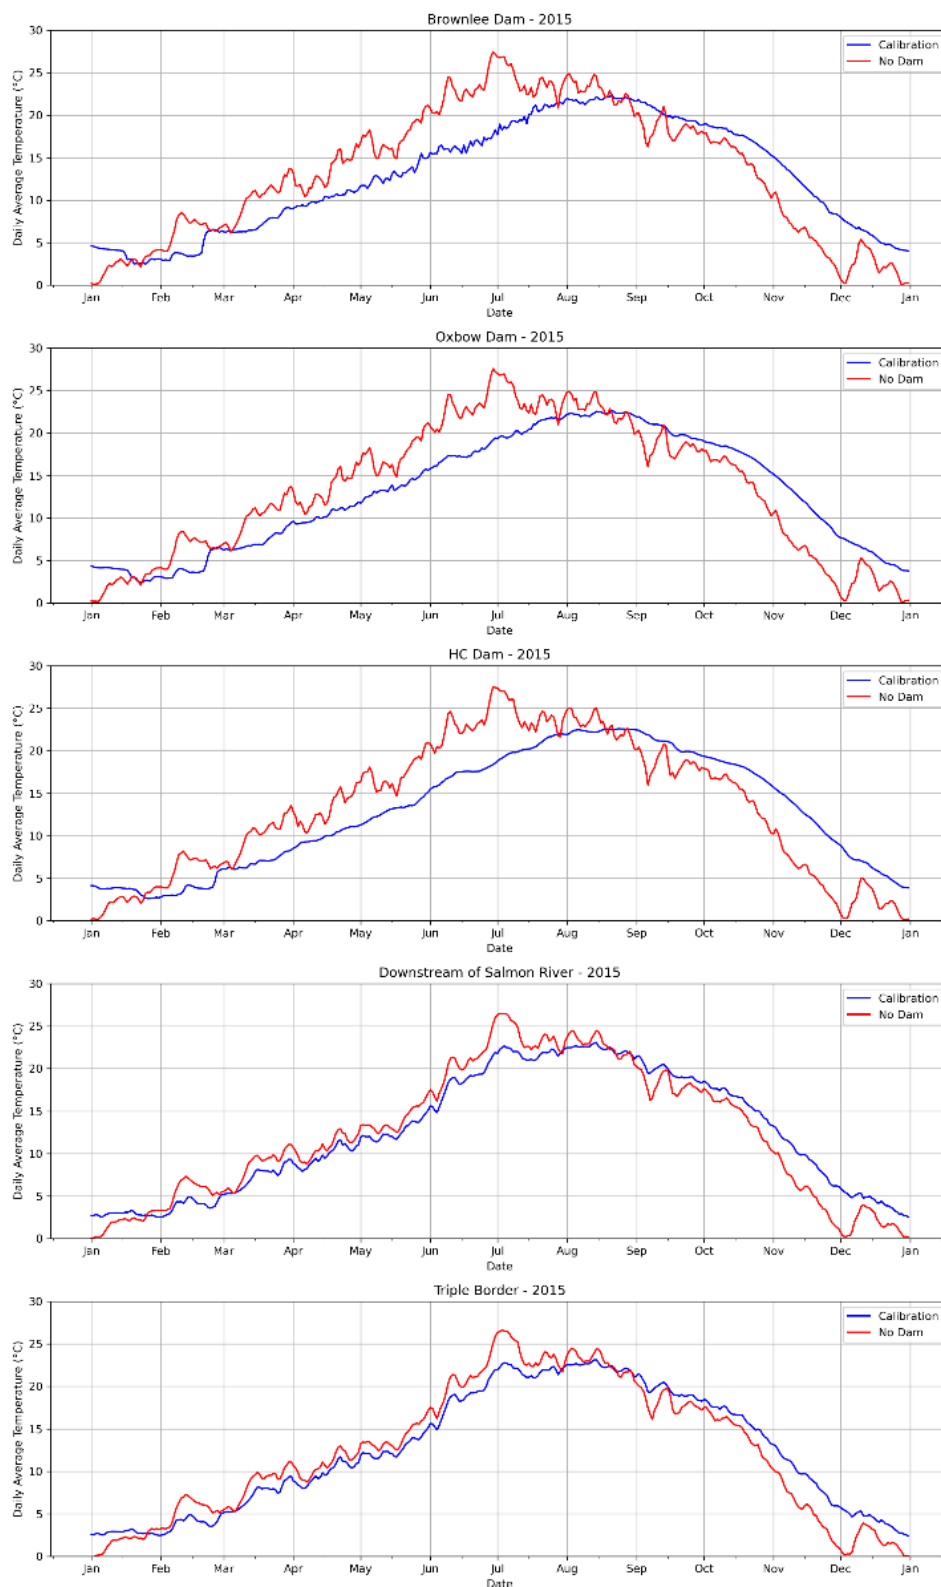 Brownlee Dam - 2015
Daily Average Temperature (°C)
30
25
20
15
10
5
0
Calibration
No Dam
Jan Feb Mar Apr May Jun Jul Aug Sep Oct Nov Dec Jan
Date
Oxbow Dam - 2015
Daily Average Temperature (°C)
30
25
20
15
10
5
0
Calibration
No Dam
Jan Feb Mar Apr May Jun Jul Aug Sep Oct Nov Dec Jan
Date
HC Dam - 2015
Daily Average Temperature (°C)
30
25
20
15
10
5
0
Calibration
No Dam
Jan Feb Mar Apr May Jun Jul Aug Sep Oct Nov Dec Jan
Date
Downstream of Salmon River - 2015
Daily Average Temperature (°C)
30
25
20
15
10
5
0
Calibration
No Dam
Jan Feb Mar Apr May Jun Jul Aug Sep Oct Nov Dec Jan
Date
Triple Border - 2015
Daily Average Temperature (°C)
30
25
20
15
10
5
0
Calibration
No Dam
Jan Feb Mar Apr May Jun Jul Aug Sep Oct Nov Dec Jan
Date